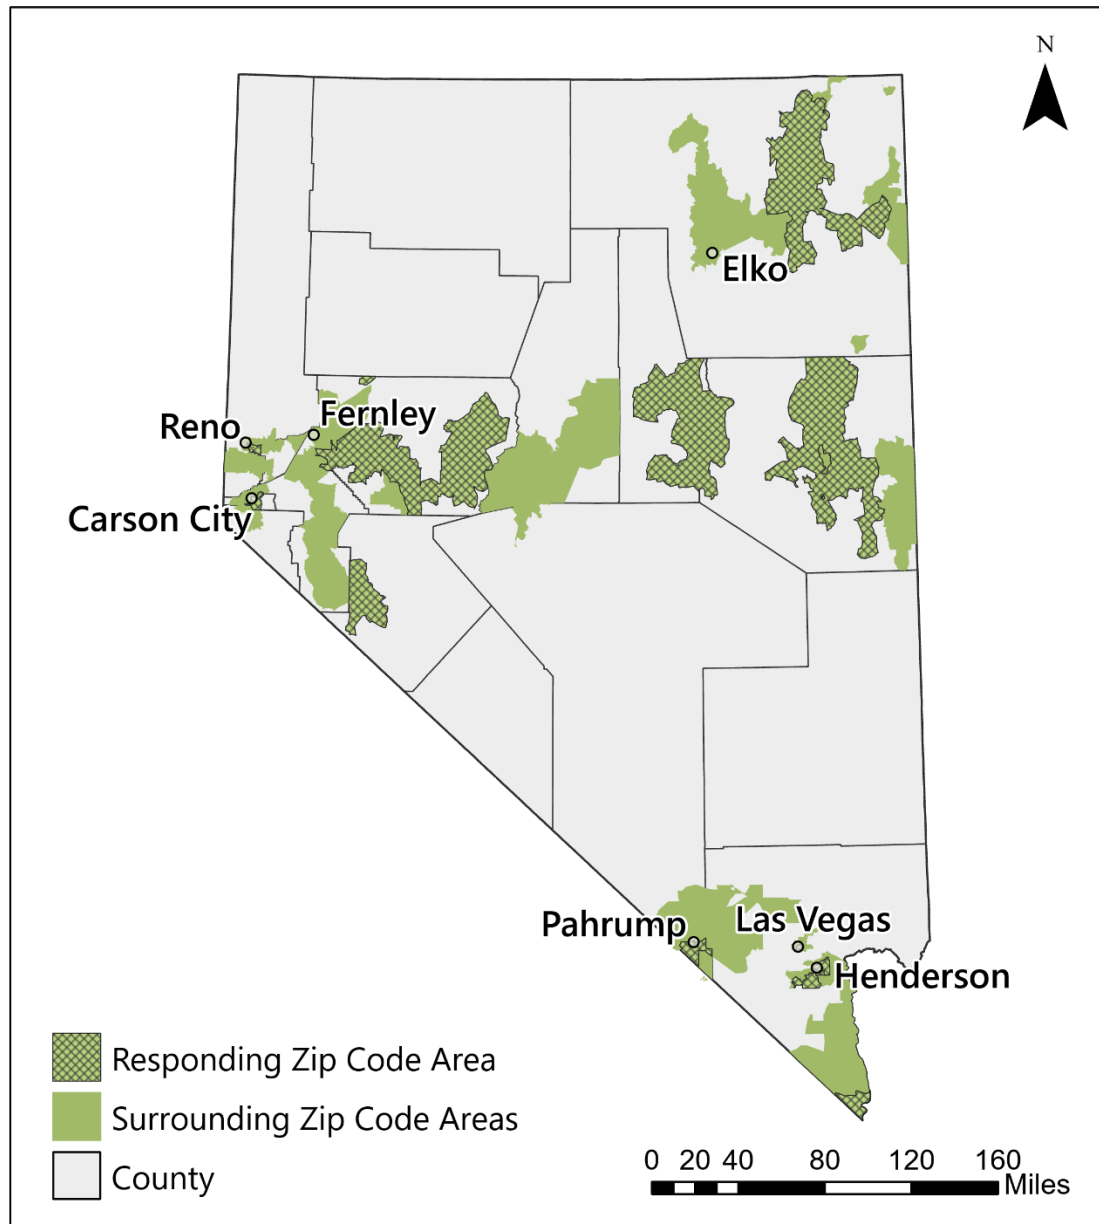 N
Elko
Fernley
Reno
Carson City
Pahrump
Las Vegas
Henderson
Responding Zip Code Area
Surrounding Zip Code Areas
County
0 20 40 80 120 160
Miles